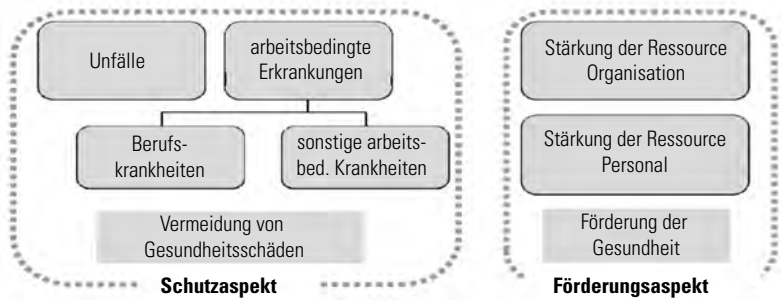 Unfälle
arbeitsbedingte
Erkrankungen
Berufs-
krankheiten
sonstige arbeits-
bed. Krankheiten
Vermeidung von
Gesundheitsschäden
Schutzaspekt
Stärkung der Ressource
Organisation
Stärkung der Ressource
Personal
Förderung der
Gesundheit
Förderungsaspekt